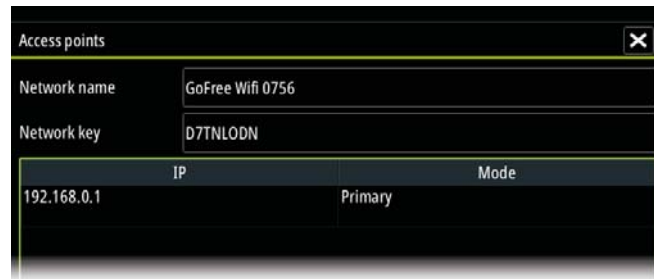 Access points
Network name GoFree Wifi 0756
Network key D7TNLODN
IP Mode
192.168.0.1 Primary